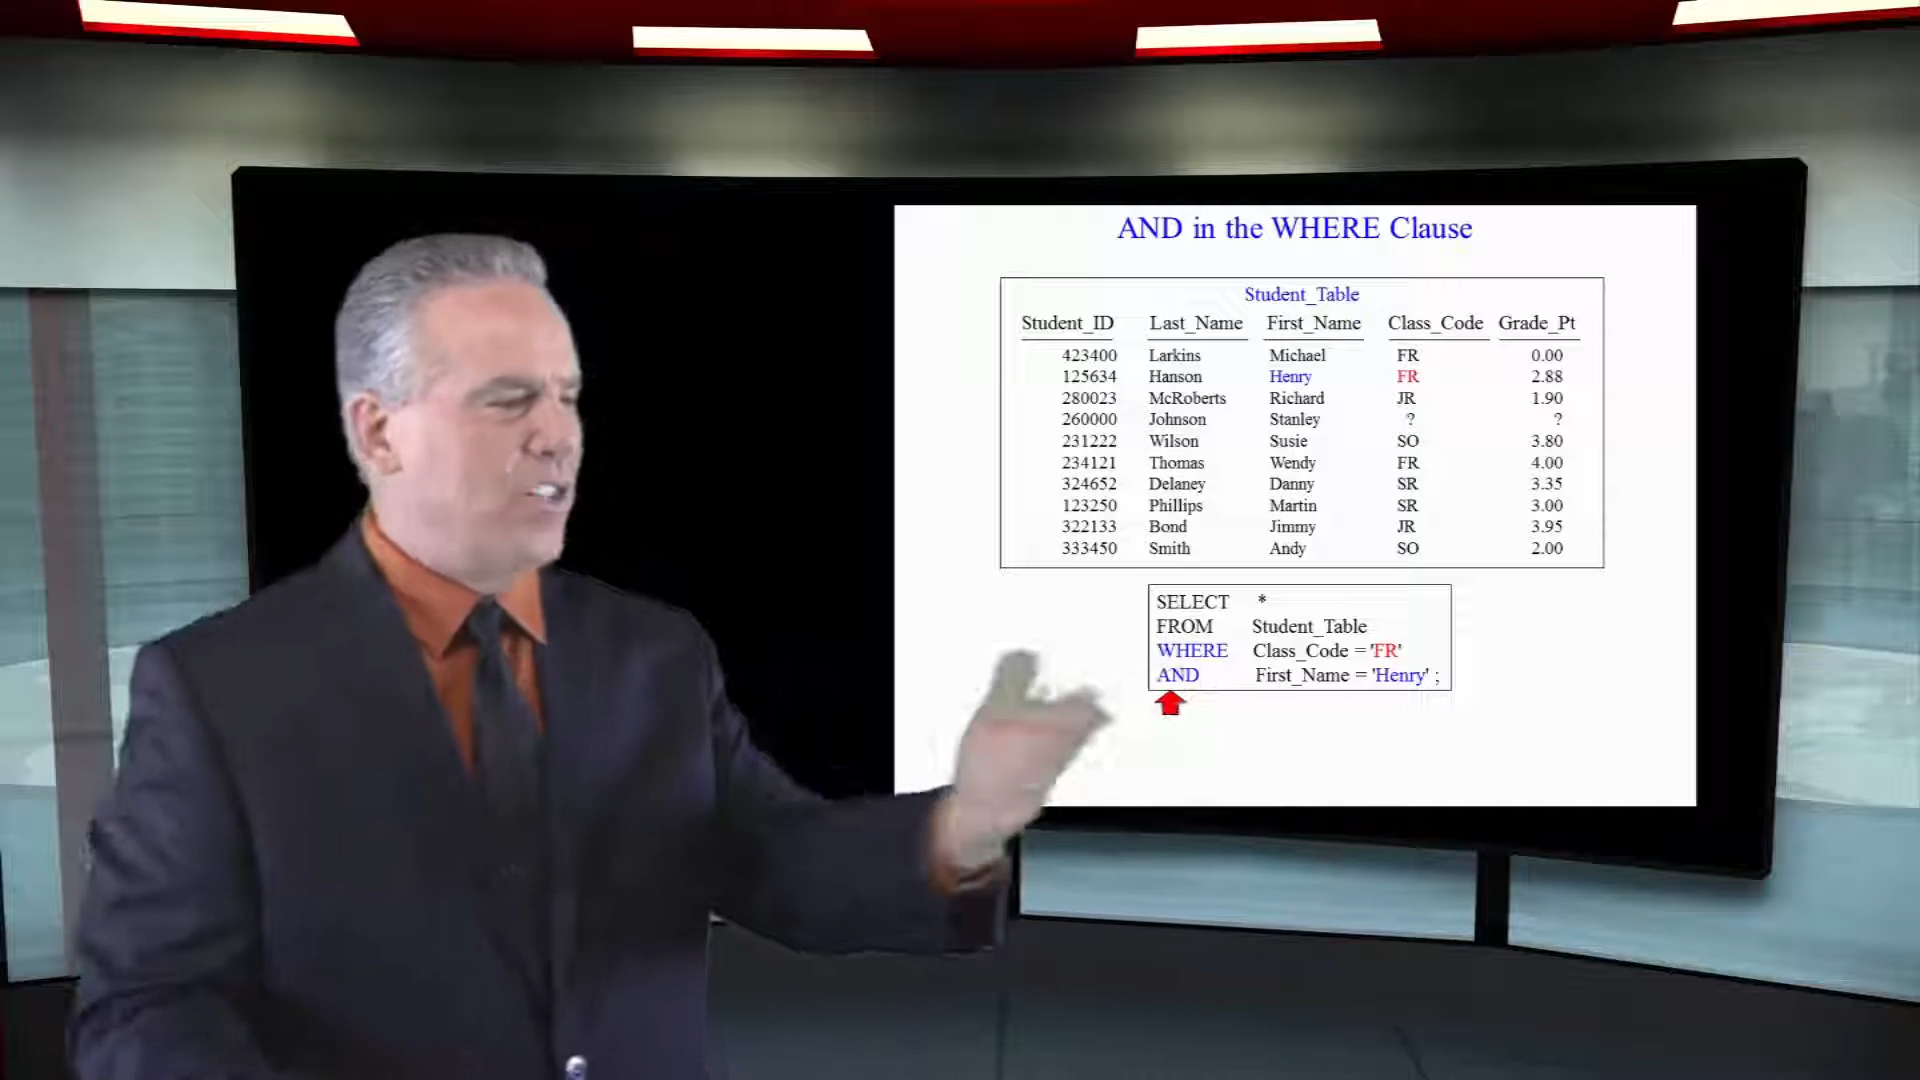 AND in the WHERE Clause
Student_Table
Student_ID Last_Name First_Name Class_Code Grade_Pt
423400 Larkins Michael FR 0.00
125634 Hanson Henry FR 2.88
280023 McRoberts Richard JR 1.90
260000 Johnson Stanley ? ?
231222 Wilson Susie SO 3.80
234121 Thomas Wendy FR 4.00
324652 Delaney Danny SR 3.35
123250 Phillips Martin SR 3.00
322133 Bond Jimmy JR 3.95
333450 Smith Andy SO 2.00
SELECT *
FROM Student_Table
WHERE Class_Code = 'FR'
AND First_Name = 'Henry' ;